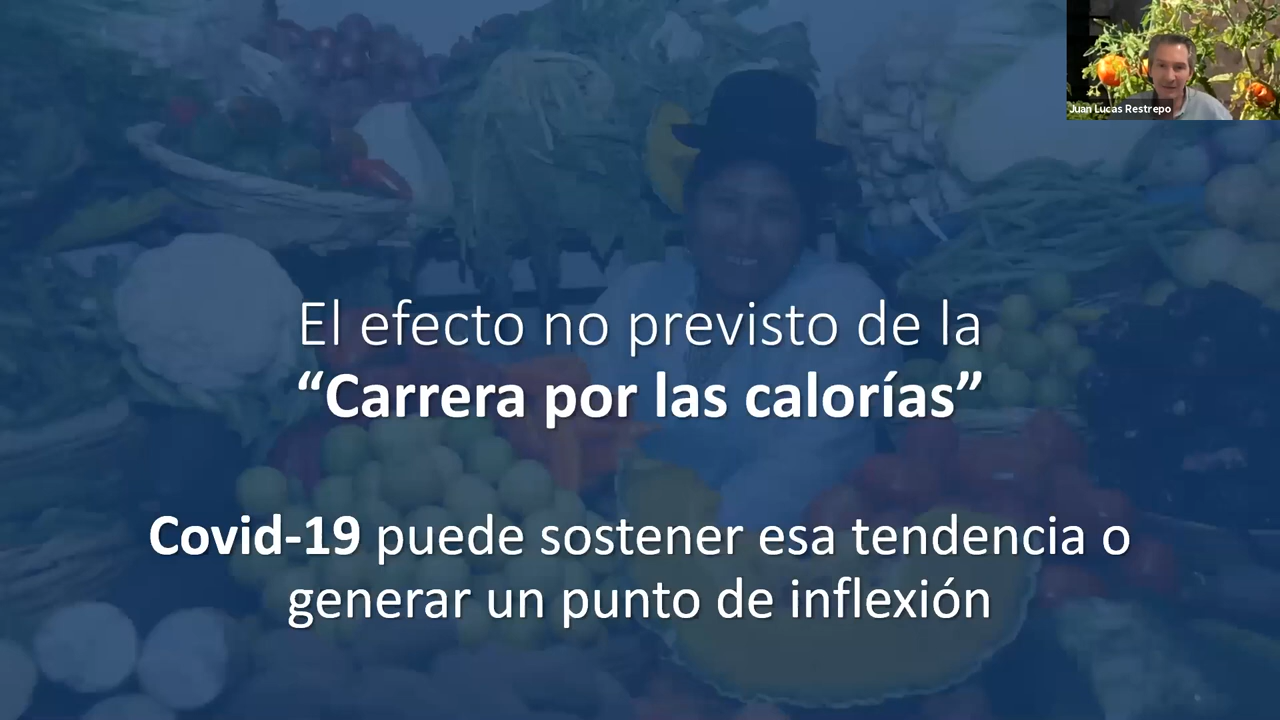 Juan Lucas Restrepo
El efecto no previsto de la
“Carrera por las calorías”
Covid-19 puede sostener esa tendencia o
generar un punto de inflexión